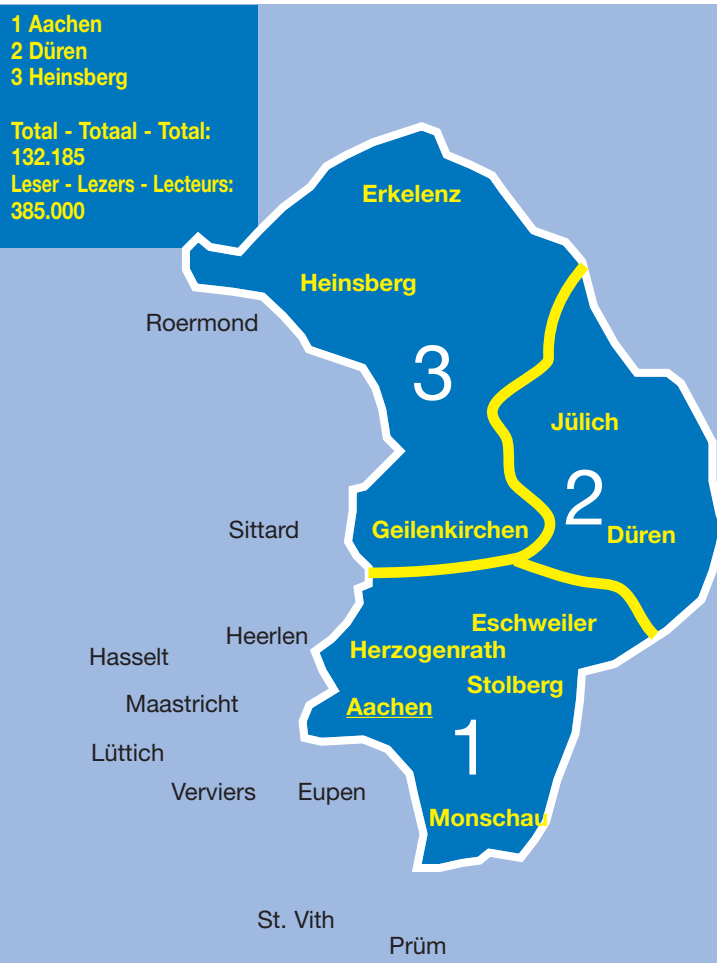 1 Aachen
2 Düren
3 Heinsberg
Total - Totaal - Total:
132.185
Leser - Lezers - Lecteurs:
385.000
Erkelenz
Heinsberg
Roermond
3
Jülich
2
Sittard
Geilenkirchen
Düren
Eschweiler
Heerlen
Herzogenrath
Hasselt
Stolberg
Maastricht
Aachen
1
Lüttich
Verviers
Eupen
Monschau
St. Vith
Prüm